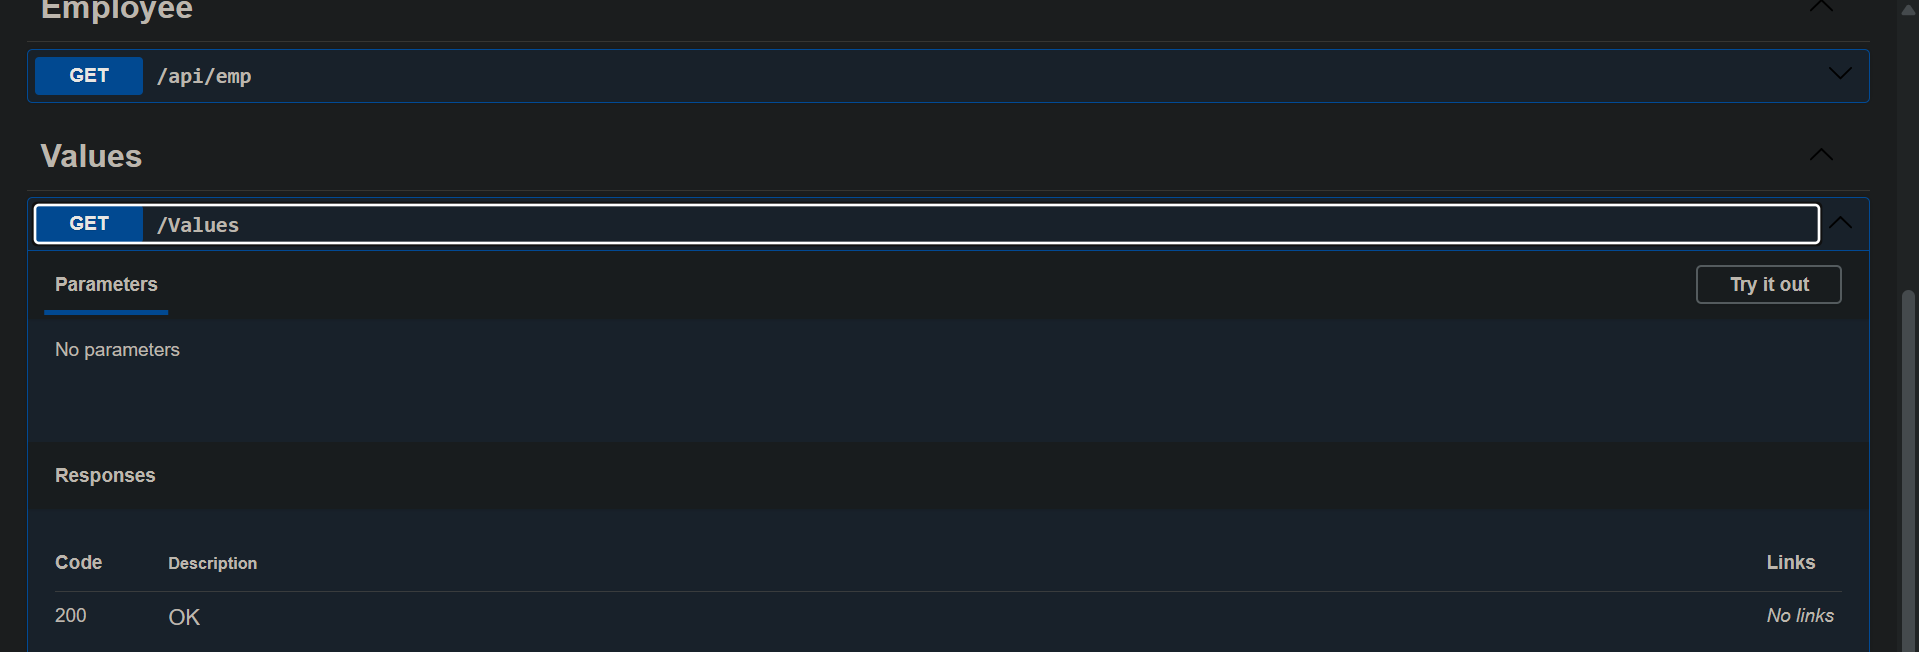 Employee
GET /api/emp
Values
GET /Values
Parameters
Try it out
No parameters
Responses
Code Description Links
200 OK No links